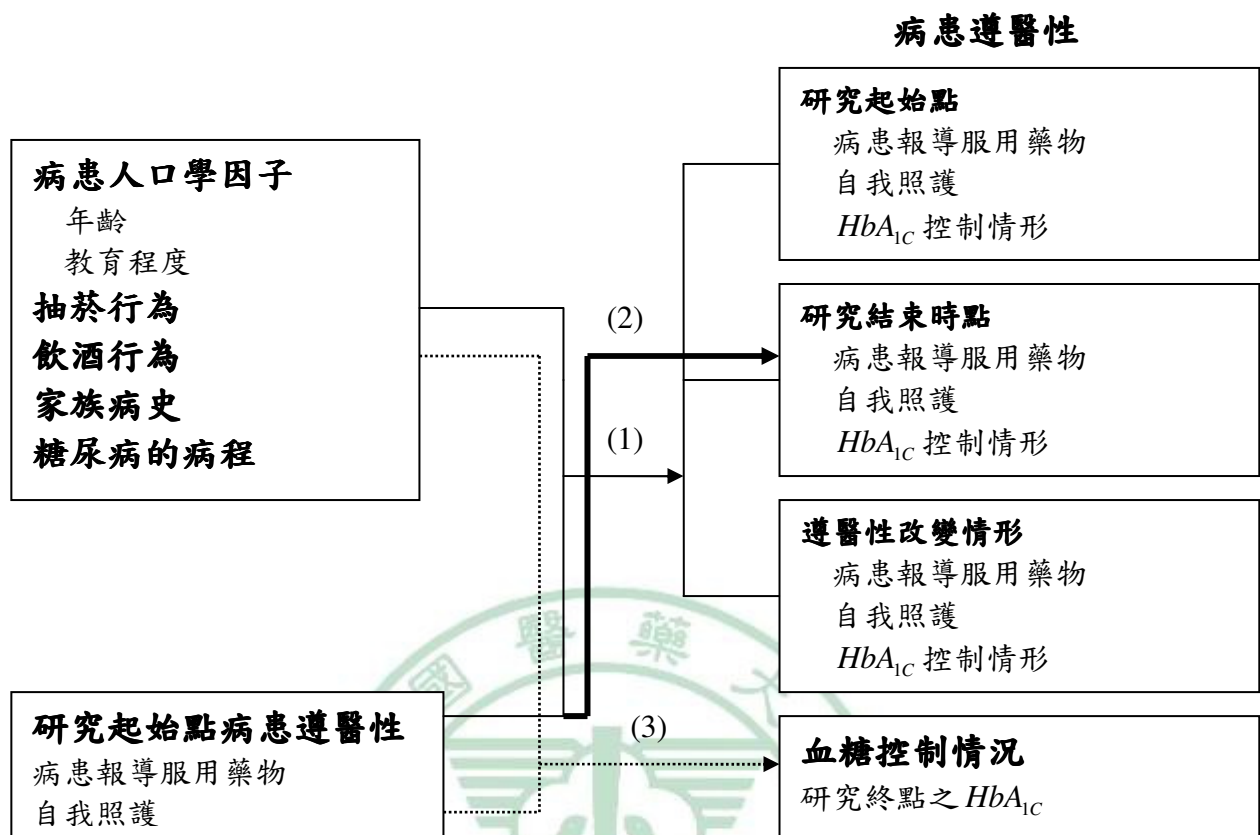 病患遵醫性
病患人口學因子
年齡
教育程度
抽菸行為
飲酒行為
家族病史
糖尿病的病程
研究起始點病患遵醫性
病患報導服用藥物
自我照護
(2)
(1)
(3)
研究起始點
病患報導服用藥物
自我照護
HbA1C 控制情形
研究結束時點
病患報導服用藥物
自我照護
HbA1C 控制情形
遵醫性改變情形
病患報導服用藥物
自我照護
HbA1C 控制情形
血糖控制情況
研究終點之 HbA1C
國醫藥大